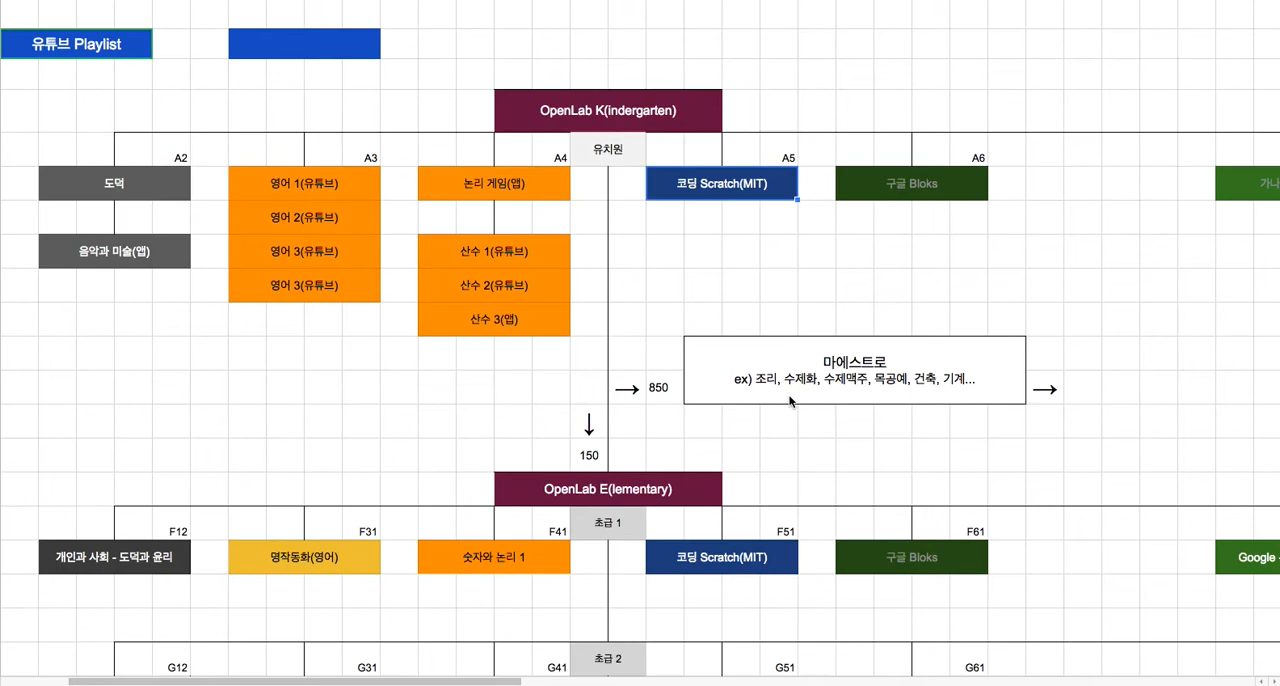 유튜브 Playlist
OpenLab K(indergarten)
유치원
A2
A3
A4
A5
A6
도덕
영어 1(유튜브)
논리 게임(앱)
코딩 Scratch(MIT)
구글 Bloks
가나
영어 2(유튜브)
음악과 미술(앱)
영어 3(유튜브)
산수 1(유튜브)
영어 3(유튜브)
산수 2(유튜브)
산수 3(앱)
마에스트로
ex) 조리, 수제화, 수제맥주, 목공예, 건축, 기계...
→ 850
→
↓
150
OpenLab E(lementary)
초급 1
F12
F31
F41
F51
F61
개인과 사회 - 도덕과 윤리
명작동화(영어)
숫자와 논리 1
코딩 Scratch(MIT)
구글 Bloks
Google -
초급 2
G12
G31
G41
G51
G61